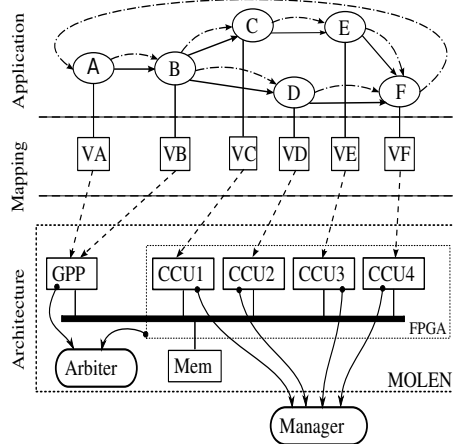 Application
A
B
C
E
D
F
Mapping
VA
VB
VC
VD
VE
VF
Architecture
GPP
CCU1
CCU2
CCU3
CCU4
FPGA
Arbiter
Mem
MOLEN
Manager